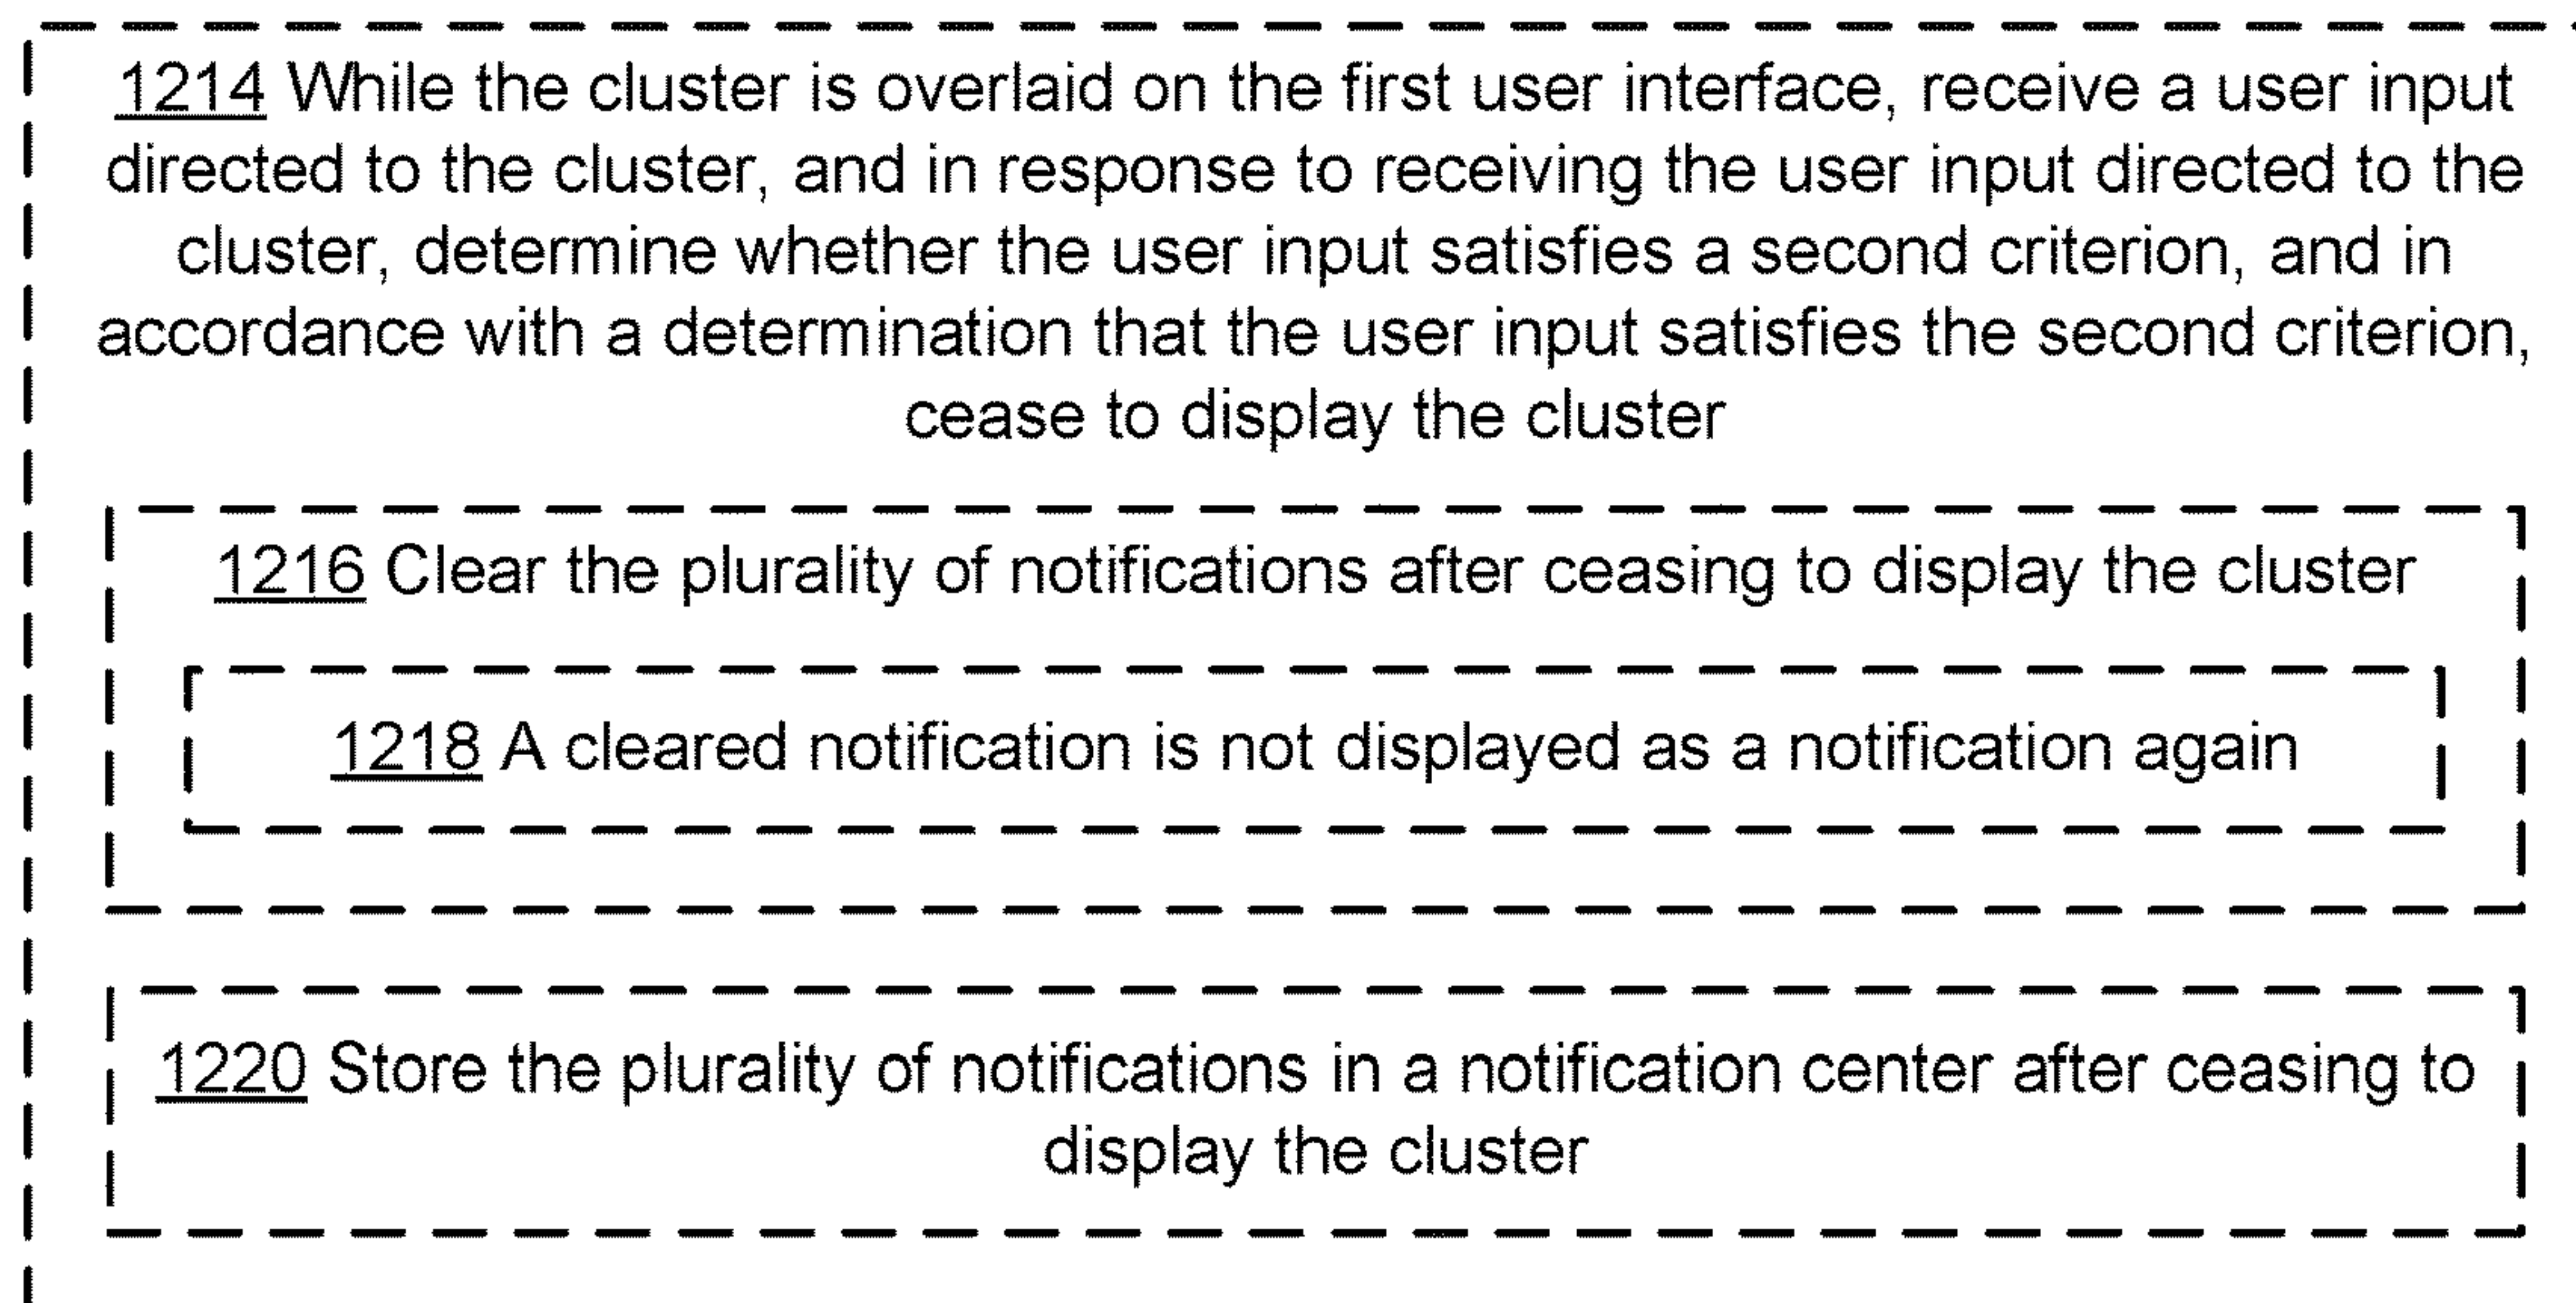 1214 While the cluster is overlaid on the first user interface, receive a user input
directed to the cluster, and in response to receiving the user input directed to the
cluster, determine whether the user input satisfies a second criterion, and in
accordance with a determination that the user input satisfies the second criterion,
cease to display the cluster
1216 Clear the plurality of notifications after ceasing to display the cluster
1218 A cleared notification is not displayed as a notification again
1220 Store the plurality of notifications in a notification center after ceasing to
display the cluster